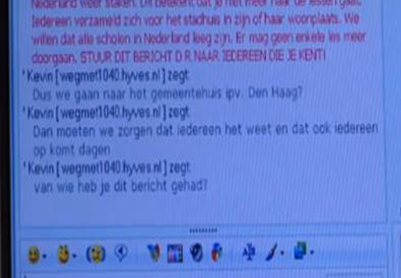 Nederland weer staken. Dit betekent dat je niet meer naar de lessen gaat.
Iedereen verzameld zich voor het stadhuis in zijn of haar woonplaats. We
willen dat alle scholen in Nederland leeg zijn. Er mag geen enkele les meer
doorgaan. STUUR DIT BERICHT D.R.NAAR IEDEREEN DIE JE KENT!
'Kevin [wegmet1040.hyves.nl] zegt:
Dus we gaan naar het gemeentehuis ipv. Den Haag?
'Kevin [wegmet1040.hyves.nl] zegt:
Dan moeten we zorgen dat iedereen het weet en dat ook iedereen
op komt dagen
'Kevin [wegmet1040.hyves.nl] zegt:
van wie heb je dit bericht gehad?